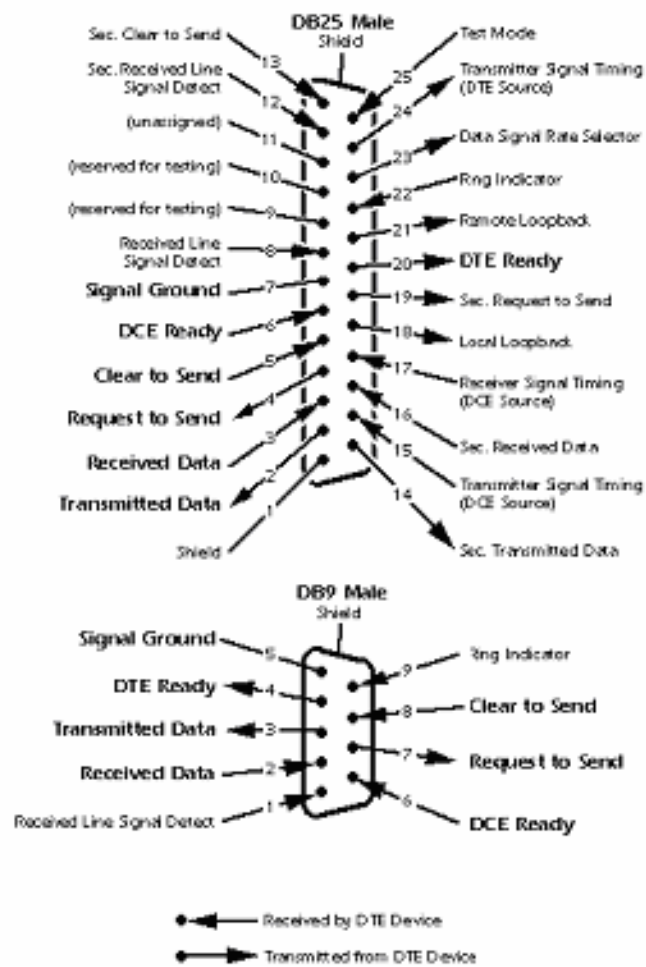 DB25 Male
Shield
Sec. Clear to Send
13
Sec. Received Line
Signal Detect
12
(unassigned)
11
(reserved for testing)
10
(reserved for testing)
9
Received Line
Signal Detect
8
Signal Ground
7
DCE Ready
6
Clear to Send
5
Request to Send
4
Received Data
3
Transmitted Data
2
Shield
1
Test Mode
25
Transmitter Signal Timing
(DTE Source)
24
Data Signal Rate Selector
23
Ring Indicator
22
Remote Loopback
21
DTE Ready
20
Sec. Request to Send
19
Local Loopback
18
Receiver Signal Timing
(DCE Source)
17
Sec. Received Data
16
Transmitter Signal Timing
(DCE Source)
15
Sec. Transmitted Data
14
DB9 Male
Shield
Signal Ground
5
DTE Ready
4
Transmitted Data
3
Received Data
2
Received Line Signal Detect
1
Ring Indicator
9
Clear to Send
8
Request to Send
7
DCE Ready
6
Received by DTE Device
Transmitted from DTE Device